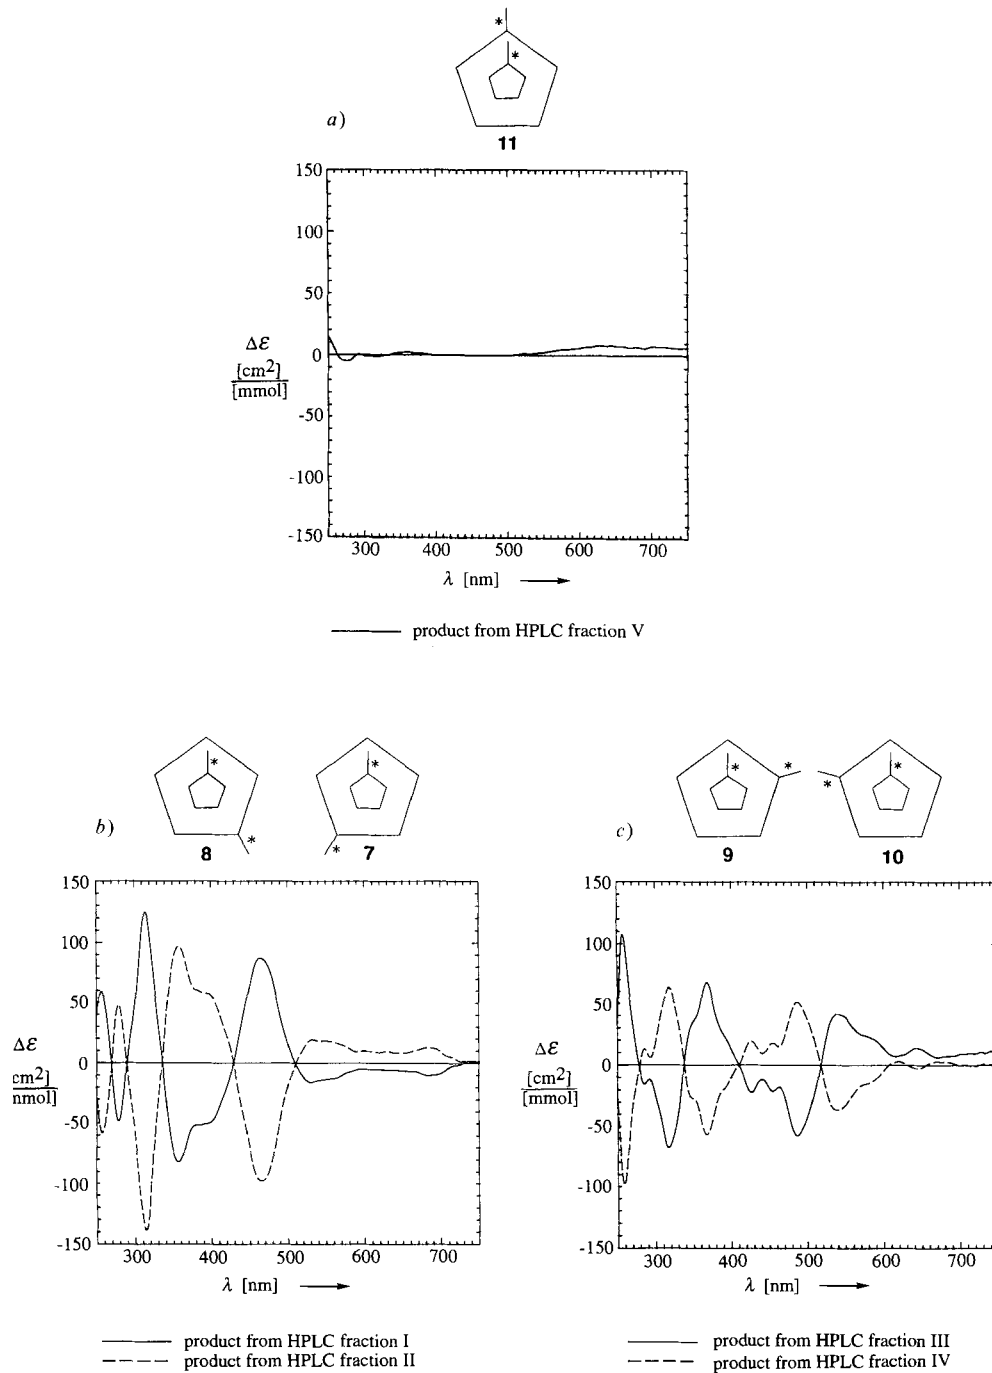 *
*
a)
11
150
100
50
0
-50
-100
-150
Δε
[cm2]
[mmol]
300 400 500 600 700
λ [nm]
product from HPLC fraction V
*
*
*
*
b)
8
7
150
100
50
0
-50
-100
-150
Δε
cm2]
nmol]
300 400 500 600 700
λ [nm]
product from HPLC fraction I
product from HPLC fraction II
*
*
*
*
c)
9
10
150
100
50
0
-50
-100
-150
Δε
[cm2]
[mmol]
300 400 500 600 700
λ [nm]
product from HPLC fraction III
product from HPLC fraction IV